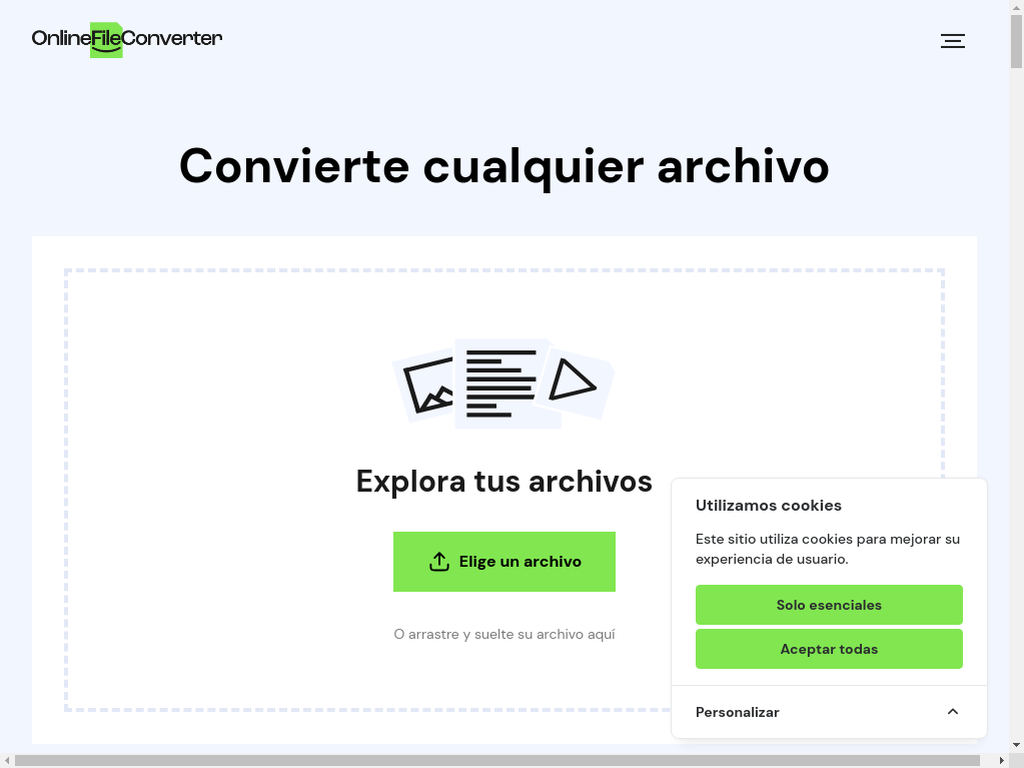 OnlineFileConverter
Convierte cualquier archivo
Explora tus archivos
Elige un archivo
O arrastre y suelte su archivo aquí
Utilizamos cookies
Este sitio utiliza cookies para mejorar su
experiencia de usuario.
Solo esenciales
Aceptar todas
Personalizar